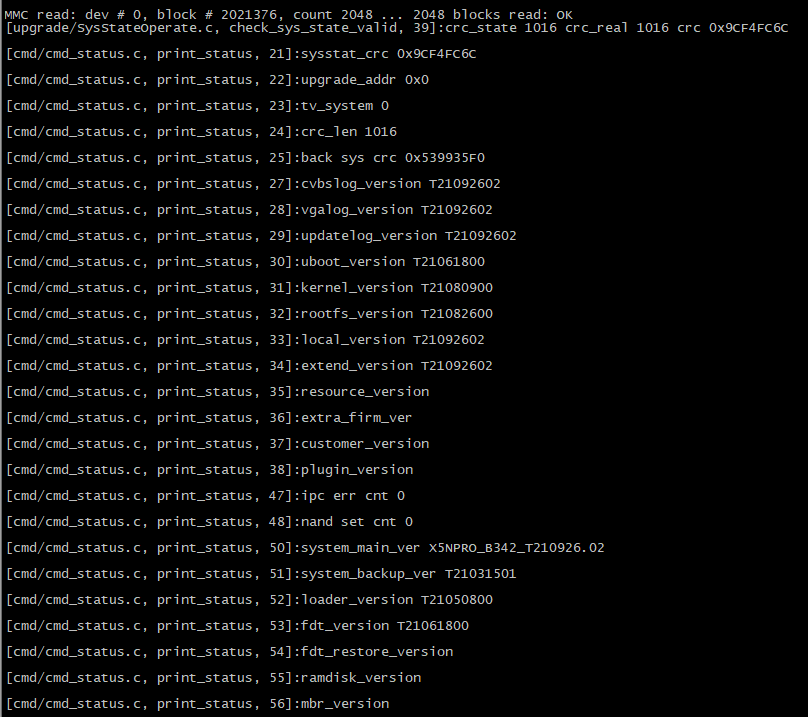 MMC read: dev # 0, block # 2021376, count 2048 ... 2048 blocks read: OK
[upgrade/SysStateOperate.c, check_sys_state_valid, 39]:crc_state 1016 crc_real 1016 crc 0x9CF4FC6C
[cmd/cmd_status.c, print_status, 21]:sysstat_crc 0x9CF4FC6C
[cmd/cmd_status.c, print_status, 22]:upgrade_addr 0x0
[cmd/cmd_status.c, print_status, 23]:tv_system 0
[cmd/cmd_status.c, print_status, 24]:crc_len 1016
[cmd/cmd_status.c, print_status, 25]:back sys crc 0x539935F0
[cmd/cmd_status.c, print_status, 27]:cvbslog_version T21092602
[cmd/cmd_status.c, print_status, 28]:vgalog_version T21092602
[cmd/cmd_status.c, print_status, 29]:updatelog_version T21092602
[cmd/cmd_status.c, print_status, 30]:uboot_version T21061800
[cmd/cmd_status.c, print_status, 31]:kernel_version T21080900
[cmd/cmd_status.c, print_status, 32]:rootfs_version T21082600
[cmd/cmd_status.c, print_status, 33]:local_version T21092602
[cmd/cmd_status.c, print_status, 34]:extend_version T21092602
[cmd/cmd_status.c, print_status, 35]:resource_version
[cmd/cmd_status.c, print_status, 36]:extra_firm_ver
[cmd/cmd_status.c, print_status, 37]:customer_version
[cmd/cmd_status.c, print_status, 38]:plugin_version
[cmd/cmd_status.c, print_status, 47]:ipc err cnt 0
[cmd/cmd_status.c, print_status, 48]:nand set cnt 0
[cmd/cmd_status.c, print_status, 50]:system_main_ver X5NPRO_B342_T210926.02
[cmd/cmd_status.c, print_status, 51]:system_backup_ver T21031501
[cmd/cmd_status.c, print_status, 52]:loader_version T21050800
[cmd/cmd_status.c, print_status, 53]:fdt_version T21061800
[cmd/cmd_status.c, print_status, 54]:fdt_restore_version
[cmd/cmd_status.c, print_status, 55]:ramdisk_version
[cmd/cmd_status.c, print_status, 56]:mbr_version